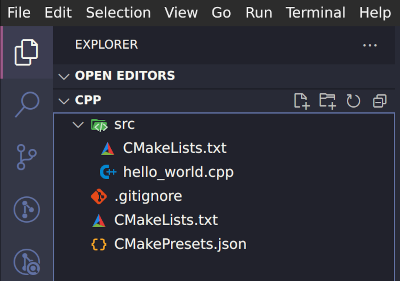 File Edit Selection View Go Run Terminal Help
EXPLORER
OPEN EDITORS
CPP
src
CMakeLists.txt
hello_world.cpp
.gitignore
CMakeLists.txt
CMakePresets.json